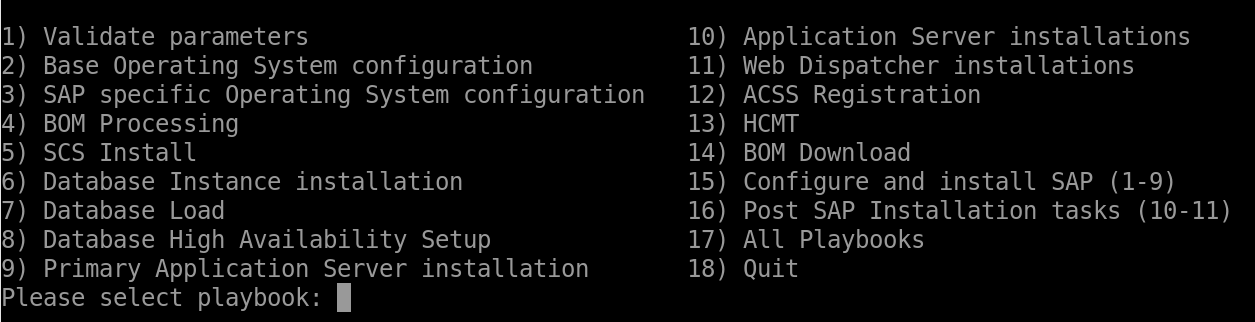 1) Validate parameters 10) Application Server installations
2) Base Operating System configuration 11) Web Dispatcher installations
3) SAP specific Operating System configuration 12) ACSS Registration
4) BOM Processing 13) HCMT
5) SCS Install 14) BOM Download
6) Database Instance installation 15) Configure and install SAP (1-9)
7) Database Load 16) Post SAP Installation tasks (10-11)
8) Database High Availability Setup 17) All Playbooks
9) Primary Application Server installation 18) Quit
Please select playbook: